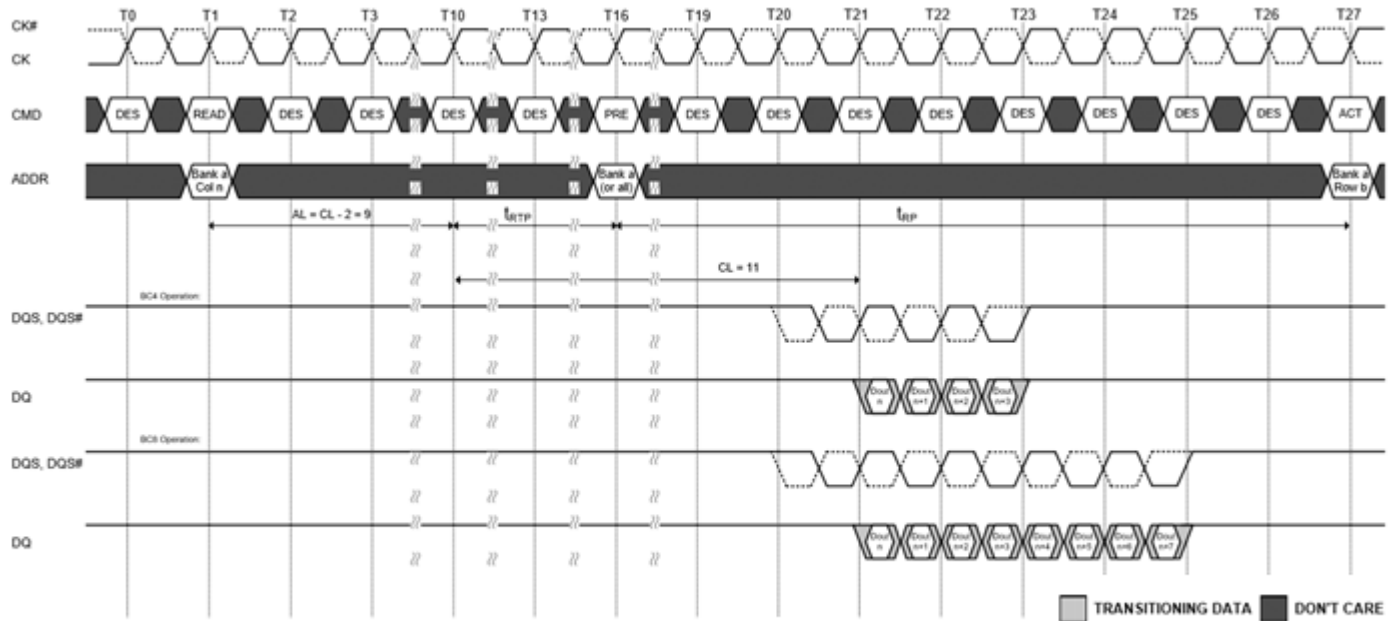 T0 T1 T2 T3 T10 T13 T16 T19 T20 T21 T22 T23 T24 T25 T26 T27
CK#
CK
CMD DES READ DES DES DES DES PRE DES DES DES DES DES DES DES DES ACT
ADDR
Bank a
Col n
Bank a
(or all)
Bank a
Row b
AL = CL - 2 = 9 tRTP tRP
CL = 11
BC4 Operation:
DQS, DQS#
DQ
Dout
n
Dout
n+1
Dout
n+2
Dout
n+3
BC8 Operation:
DQS, DQS#
DQ
Dout
n
Dout
n+1
Dout
n+2
Dout
n+3
Dout
n+4
Dout
n+5
Dout
n+6
Dout
n+7
TRANSITIONING DATA DON'T CARE